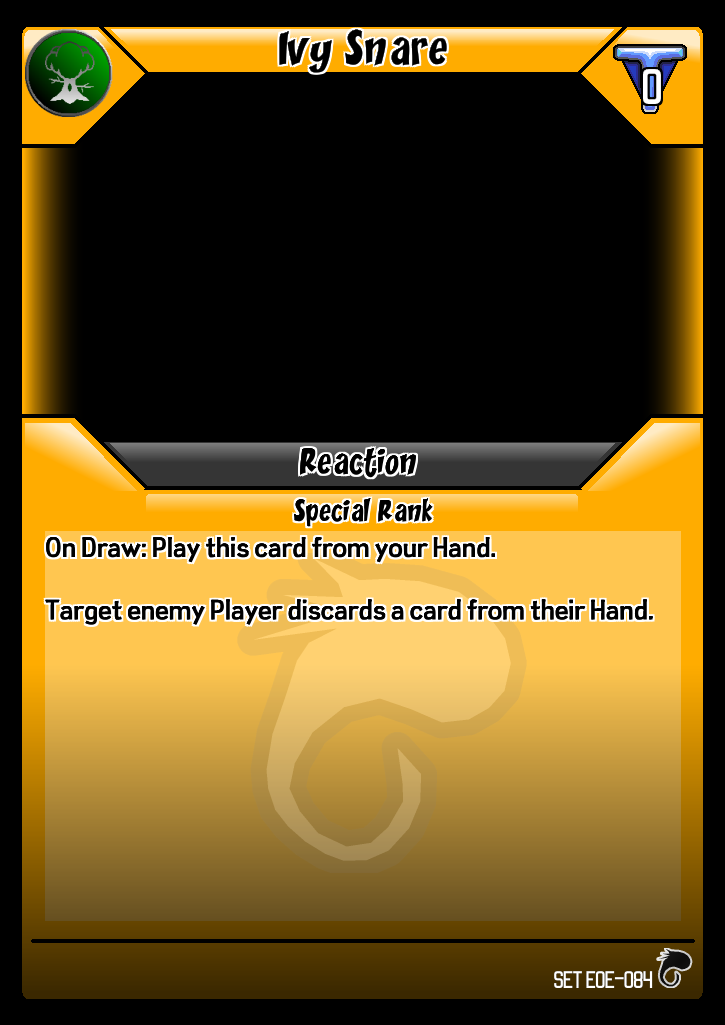 Ivy Snare
0
Reaction
Special Rank
On Draw: Play this card from your Hand.
Target enemy Player discards a card from their Hand.
SET EOE-084